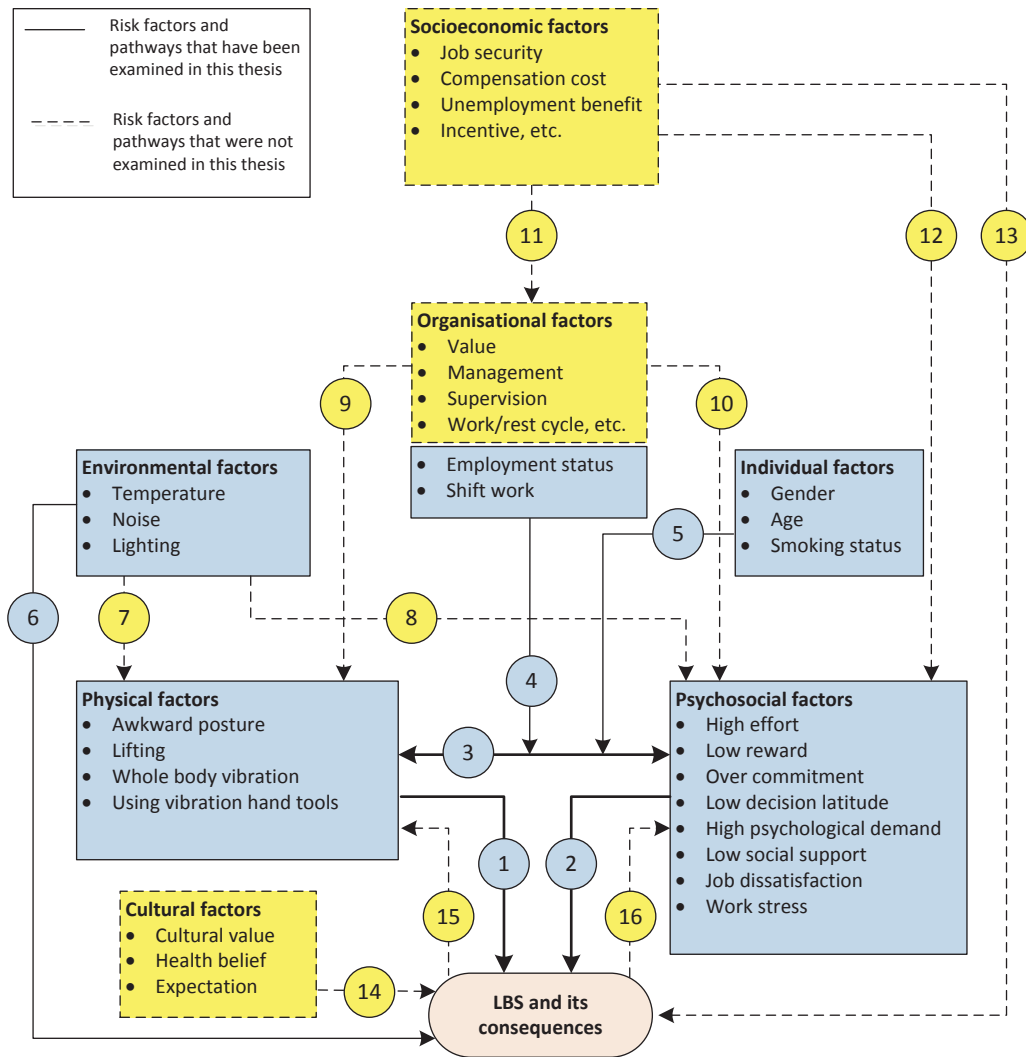 Risk factors and
pathways that have been
examined in this thesis
Risk factors and
pathways that were not
examined in this thesis
Socioeconomic factors
• Job security
• Compensation cost
• Unemployment benefit
• Incentive, etc.
11
12
13
Organisational factors
• Value
• Management
• Supervision
• Work/rest cycle, etc.
• Employment status
• Shift work
9
10
Environmental factors
• Temperature
• Noise
• Lighting
Individual factors
• Gender
• Age
• Smoking status
5
6
7
8
4
Physical factors
• Awkward posture
• Lifting
• Whole body vibration
• Using vibration hand tools
3
Psychosocial factors
• High effort
• Low reward
• Over commitment
• Low decision latitude
• High psychological demand
• Low social support
• Job dissatisfaction
• Work stress
1
2
15
16
Cultural factors
• Cultural value
• Health belief
• Expectation
14
LBS and its
consequences